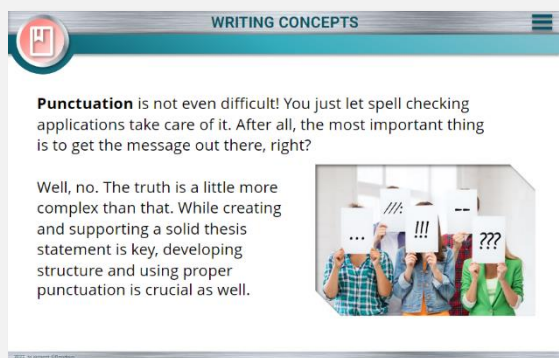 WRITING CONCEPTS
Punctuation is not even difficult! You just let spell checking
applications take care of it. After all, the most important thing
is to get the message out there, right?
Well, no. The truth is a little more
complex than that. While creating
and supporting a solid thesis
statement is key, developing
structure and using proper
punctuation is crucial as well.
...
///:
!!!
--
???